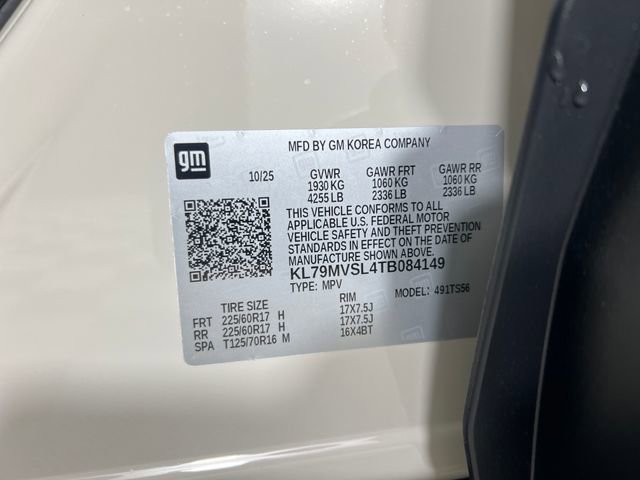 gm
MFD BY GM KOREA COMPANY
10/25 GVWR GAWR FRT GAWR RR
1930 KG 1060 KG 1060 KG
4255 LB 2336 LB 2336 LB
THIS VEHICLE CONFORMS TO ALL
APPLICABLE U.S. FEDERAL MOTOR
VEHICLE SAFETY AND THEFT PREVENTION
STANDARDS IN EFFECT ON THE DATE OF
MANUFACTURE SHOWN ABOVE.
KL79MVSL4TB084149
TYPE: MPV MODEL: 491TS56
TIRE SIZE RIM
FRT 225/60R17 H 17X7.5J
RR 225/60R17 H 17X7.5J
SPA T125/70R16 M 16X4BT